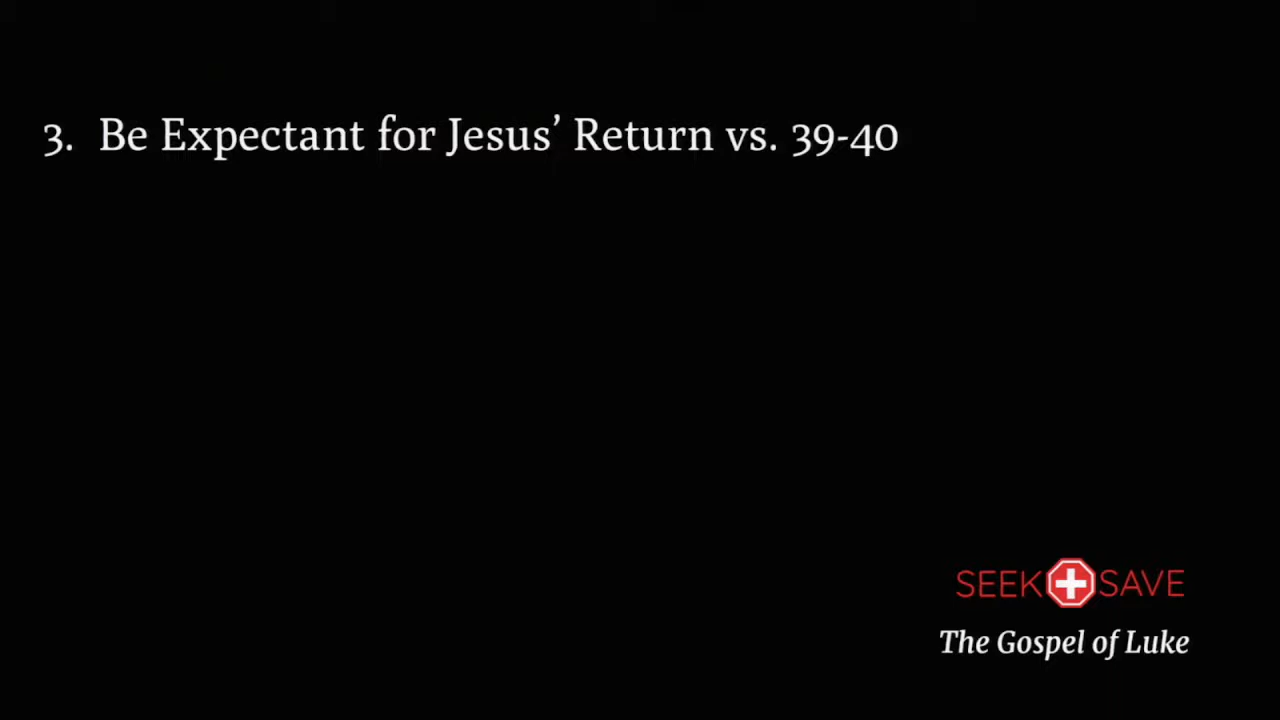 3. Be Expectant for Jesus’ Return vs. 39-40
SEEK SAVE
The Gospel of Luke